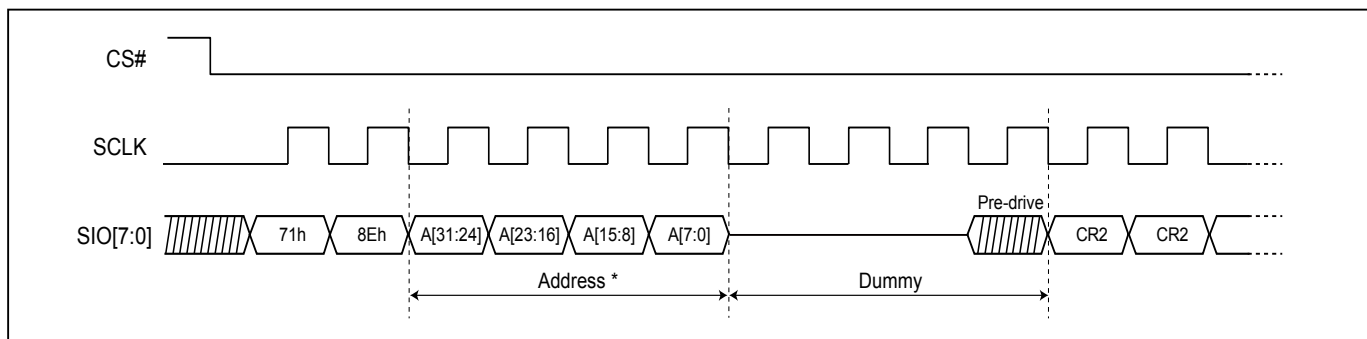 CS#
SCLK
Pre-drive
SIO[7:0] 71h 8Eh A[31:24] A[23:16] A[15:8] A[7:0] CR2 CR2
Address * Dummy